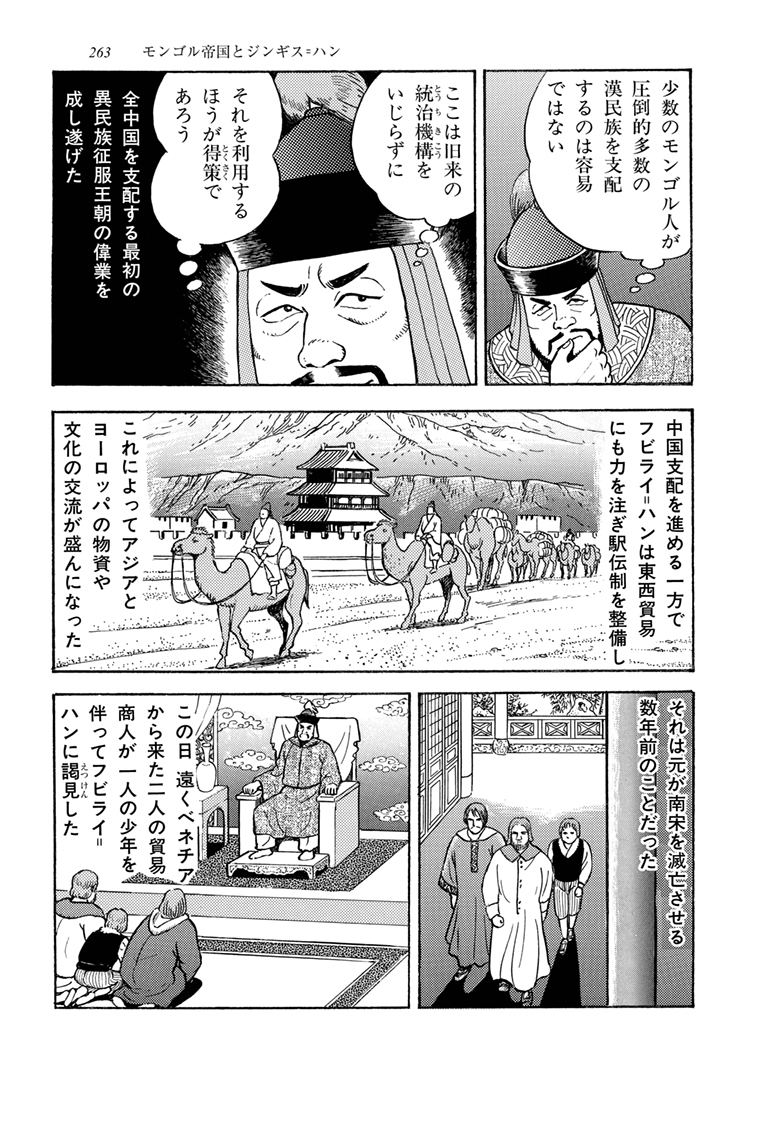 263 モンゴル帝国とジンギス=ハン
少数のモンゴル人が
圧倒的多数の
漢民族を支配
するのは容易
ではない
ここは旧来の
統治機構を
いじらずに
それを利用する
ほうが得策で
あろう
全中国を支配する最初の
異民族征服王朝の偉業を
成し遂げた
中国支配を進める一方で
フビライ=ハンは東西貿易
にも力を注ぎ駅伝制を整備し
これによってアジアと
ヨーロッパの物資や
文化の交流が盛んになった
それは元が南宋を滅亡させる
数年前のことだった
この日 遠くベネチア
から来た二人の貿易
商人が一人の少年を
伴ってフビライ=
ハンに謁見した